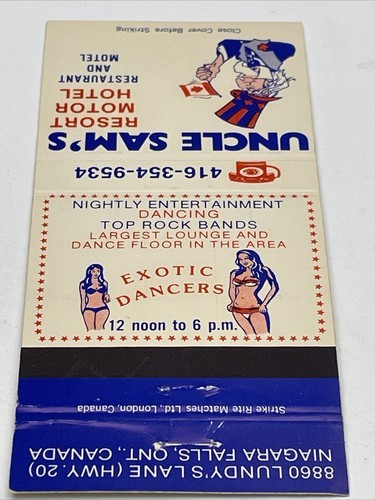 Close Cover Before Striking
UNCLE SAM'S
RESORT
MOTOR
HOTEL
RESTAURANT
AND
MOTEL
416-354-9534
NIGHTLY ENTERTAINMENT
DANCING
TOP ROCK BANDS
LARGEST LOUNGE AND
DANCE FLOOR IN THE AREA
EXOTIC
DANCERS
12 noon to 6 p.m.
Strike Rite Matches Ltd., London, Canada
8860 LUNDY'S LANE (HWY. 20)
NIAGARA FALLS, ONT., CANADA